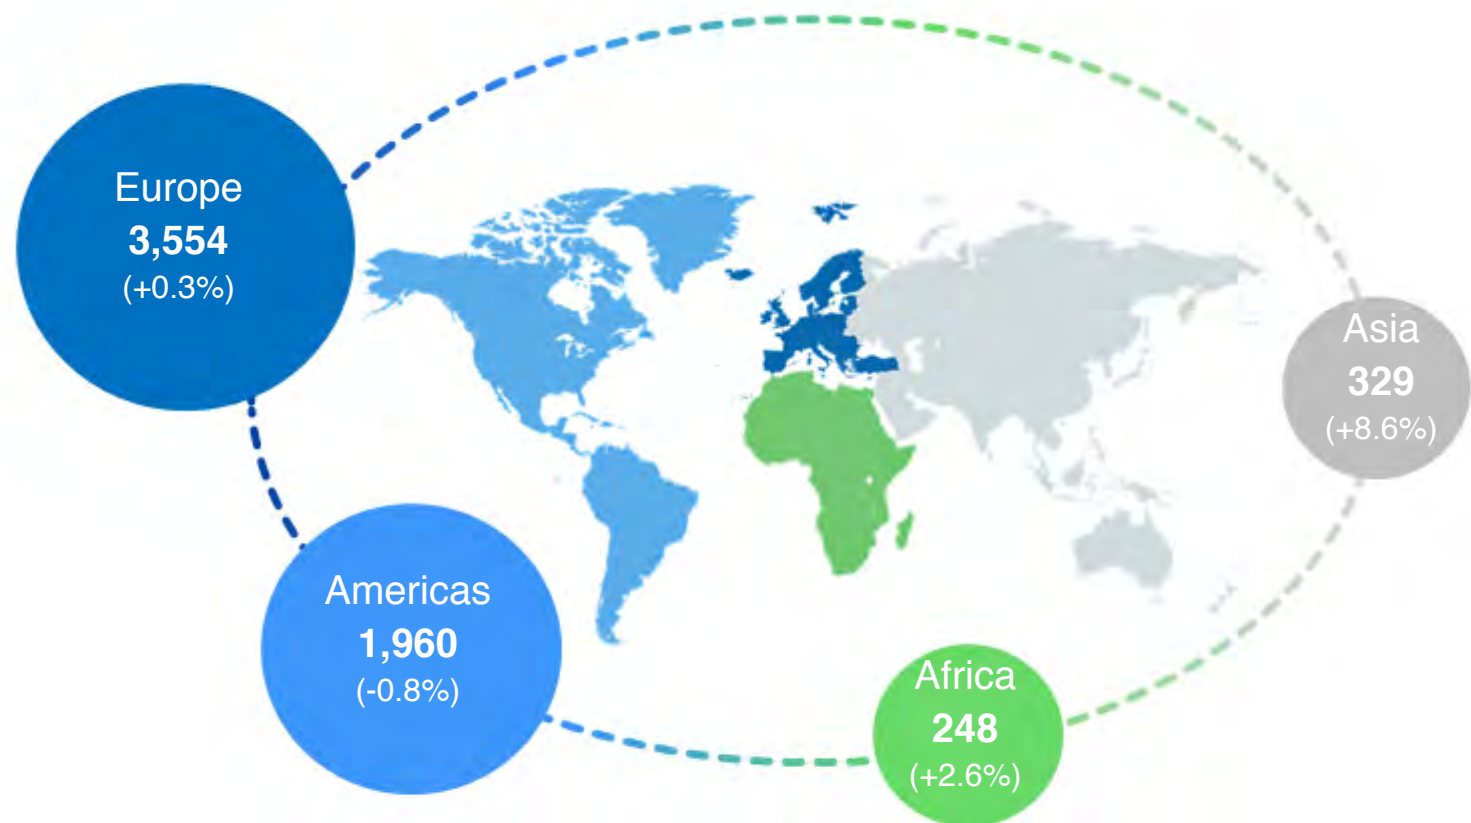 Europe
3,554
(+0.3%)
Asia
329
(+8.6%)
Americas
1,960
(-0.8%)
Africa
248
(+2.6%)